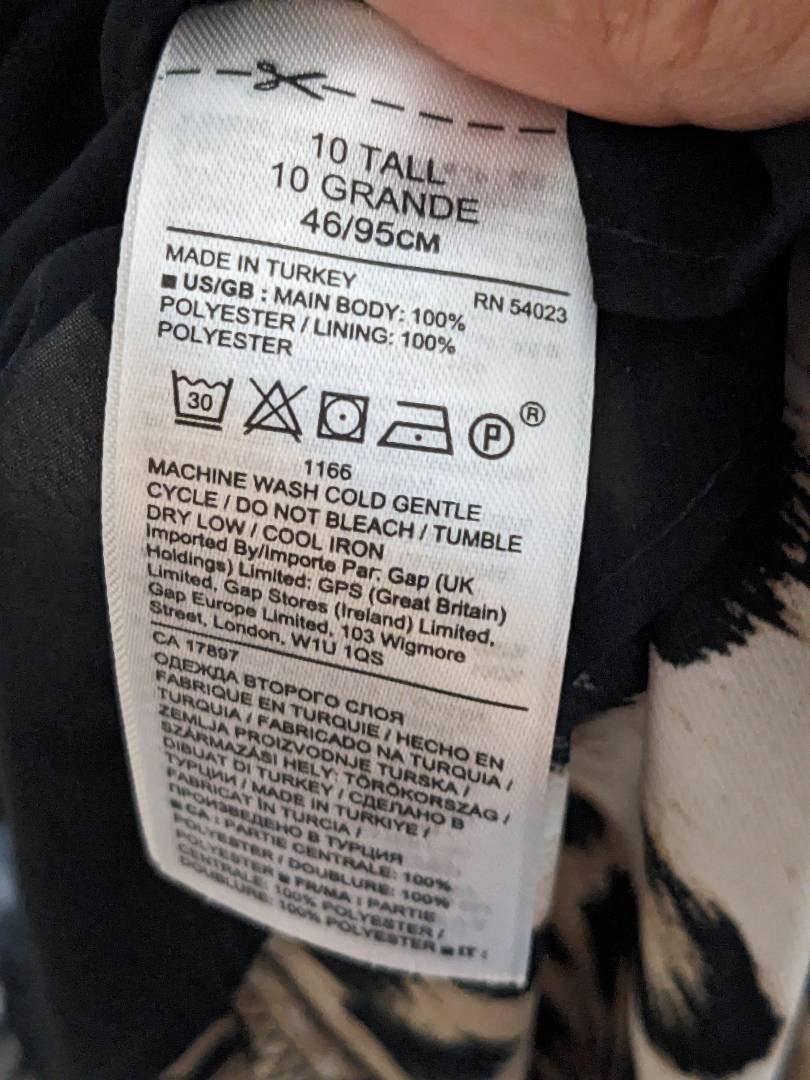 10 TALL
10 GRANDE
46/95CM
MADE IN TURKEY
RN 54023
■ US/GB : MAIN BODY: 100%
POLYESTER / LINING: 100%
POLYESTER
30
P
®
1166
MACHINE WASH COLD GENTLE
CYCLE / DO NOT BLEACH / TUMBLE
DRY LOW / COOL IRON
Imported By/Importe Par: Gap (UK
Holdings) Limited; GPS (Great Britain)
Limited, Gap Stores (Ireland) Limited,
Gap Europe Limited, 103 Wigmore
Street, London, W1U 1QS
CA 17897
ОДЕЖДА ВТОРОГО СЛОЯ
FABRIQUE EN TURQUIE / HECHO EN
TURQUIA / FABRICADO NA TURQUIA /
ZEMLJA PROIZVODNJE TURSKA /
SZÁRMAZÁSI HELY: TÖRÖKORSZÁG /
DIBUAT DI TURKEY / СДЕЛАНО В
ТУРЦИИ / MADE IN TURKIYE /
FABRICAT ÎN TURCIA /
ПРОИЗВЕДЕНО В ТУРЦИЯ
■ CA : PARTIE CENTRALE: 100%
POLYESTER / DOUBLURE: 100%
POLYESTER ■ FR/MA : PARTIE
CENTRALE: 100% POLYESTER /
DOUBLURE: 100% POLYESTER ■ IT :